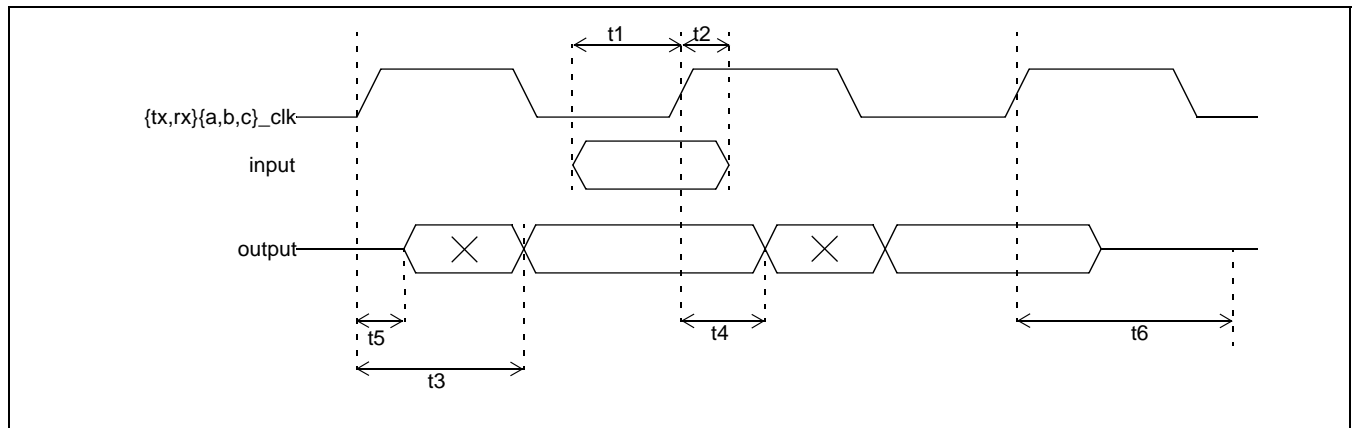 t1
t2
{tx,rx}{a,b,c}_clk
input
output
t5
t4
t6
t3